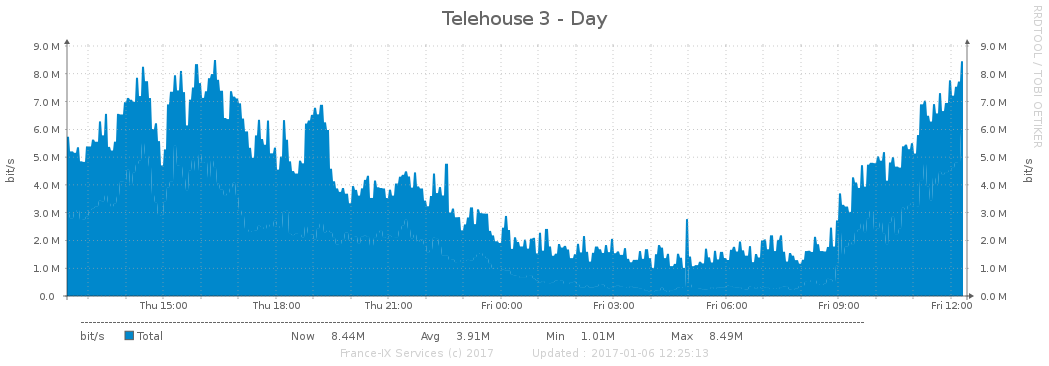 Telehouse 3 - Day
RRDTOOL / TOBI OETIKER
9.0 M 9.0 M
8.0 M 8.0 M
7.0 M 7.0 M
6.0 M 6.0 M
5.0 M 5.0 M
4.0 M 4.0 M
3.0 M 3.0 M
2.0 M 2.0 M
1.0 M 1.0 M
0.0 0.0 M
bit/s bit/s
Thu 15:00 Thu 18:00 Thu 21:00 Fri 00:00 Fri 03:00 Fri 06:00 Fri 09:00 Fri 12:00
bit/s Total Now 8.44M Avg 3.91M Min 1.01M Max 8.49M
France-IX Services (c) 2017 Updated : 2017-01-06 12:25:13